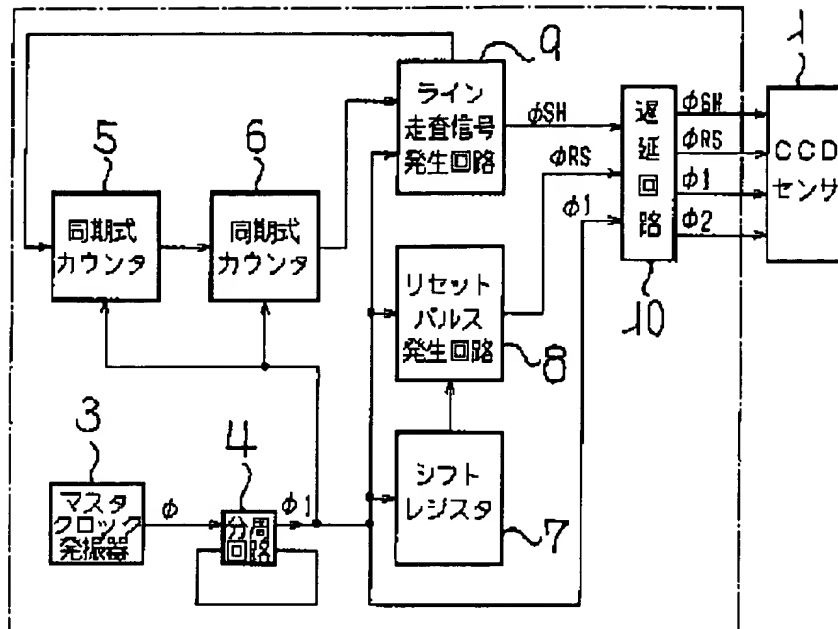 9
1
ライン
走査信号
発生回路
φSH
φRS
φ1
遅
延
回
路
10
φSH
φRS
φ1
φ2
CCD
センサ
5
同期式
カウンタ
6
同期式
カウンタ
リセット
パルス
発生回路
8
3
マスタ
クロック
発振器
φ
4
分周
回路
φ1
シフト
レジスタ
7